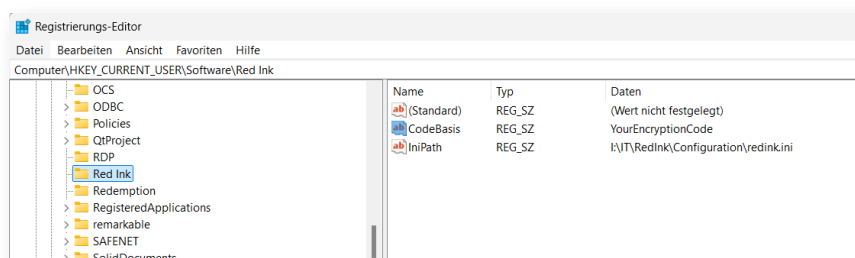 Registrierungs-Editor
Datei Bearbeiten Ansicht Favoriten Hilfe
Computer\HKEY_CURRENT_USER\Software\Red Ink
OCS
ODBC
Policies
QtProject
RDP
Red Ink
Redemption
RegisteredApplications
remarkable
SAFENET
SolidDocuments
Name Typ Daten
(Standard) REG_SZ (Wert nicht festgelegt)
CodeBasis REG_SZ YourEncryptionCode
IniPath REG_SZ I:\IT\RedInk\Configuration\redink.ini